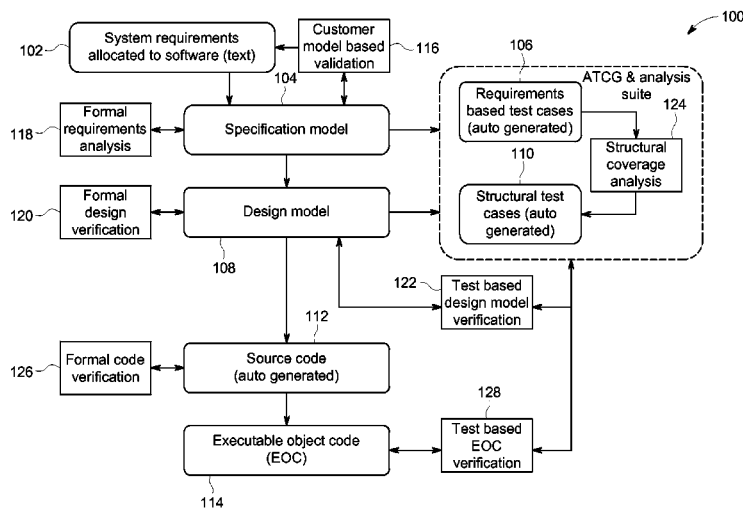 100
102
System requirements
allocated to software (text)
Customer
model based
validation
116
104
118
Formal
requirements
analysis
Specification model
106
ATCG & analysis
suite
Requirements
based test cases
(auto generated)
124
Structural
coverage
analysis
110
Structural test
cases (auto
generated)
120
Formal
design
verification
Design model
108
122
Test based
design model
verification
112
126
Formal code
verification
Source code
(auto generated)
128
Executable object code
(EOC)
Test based
EOC
verification
114